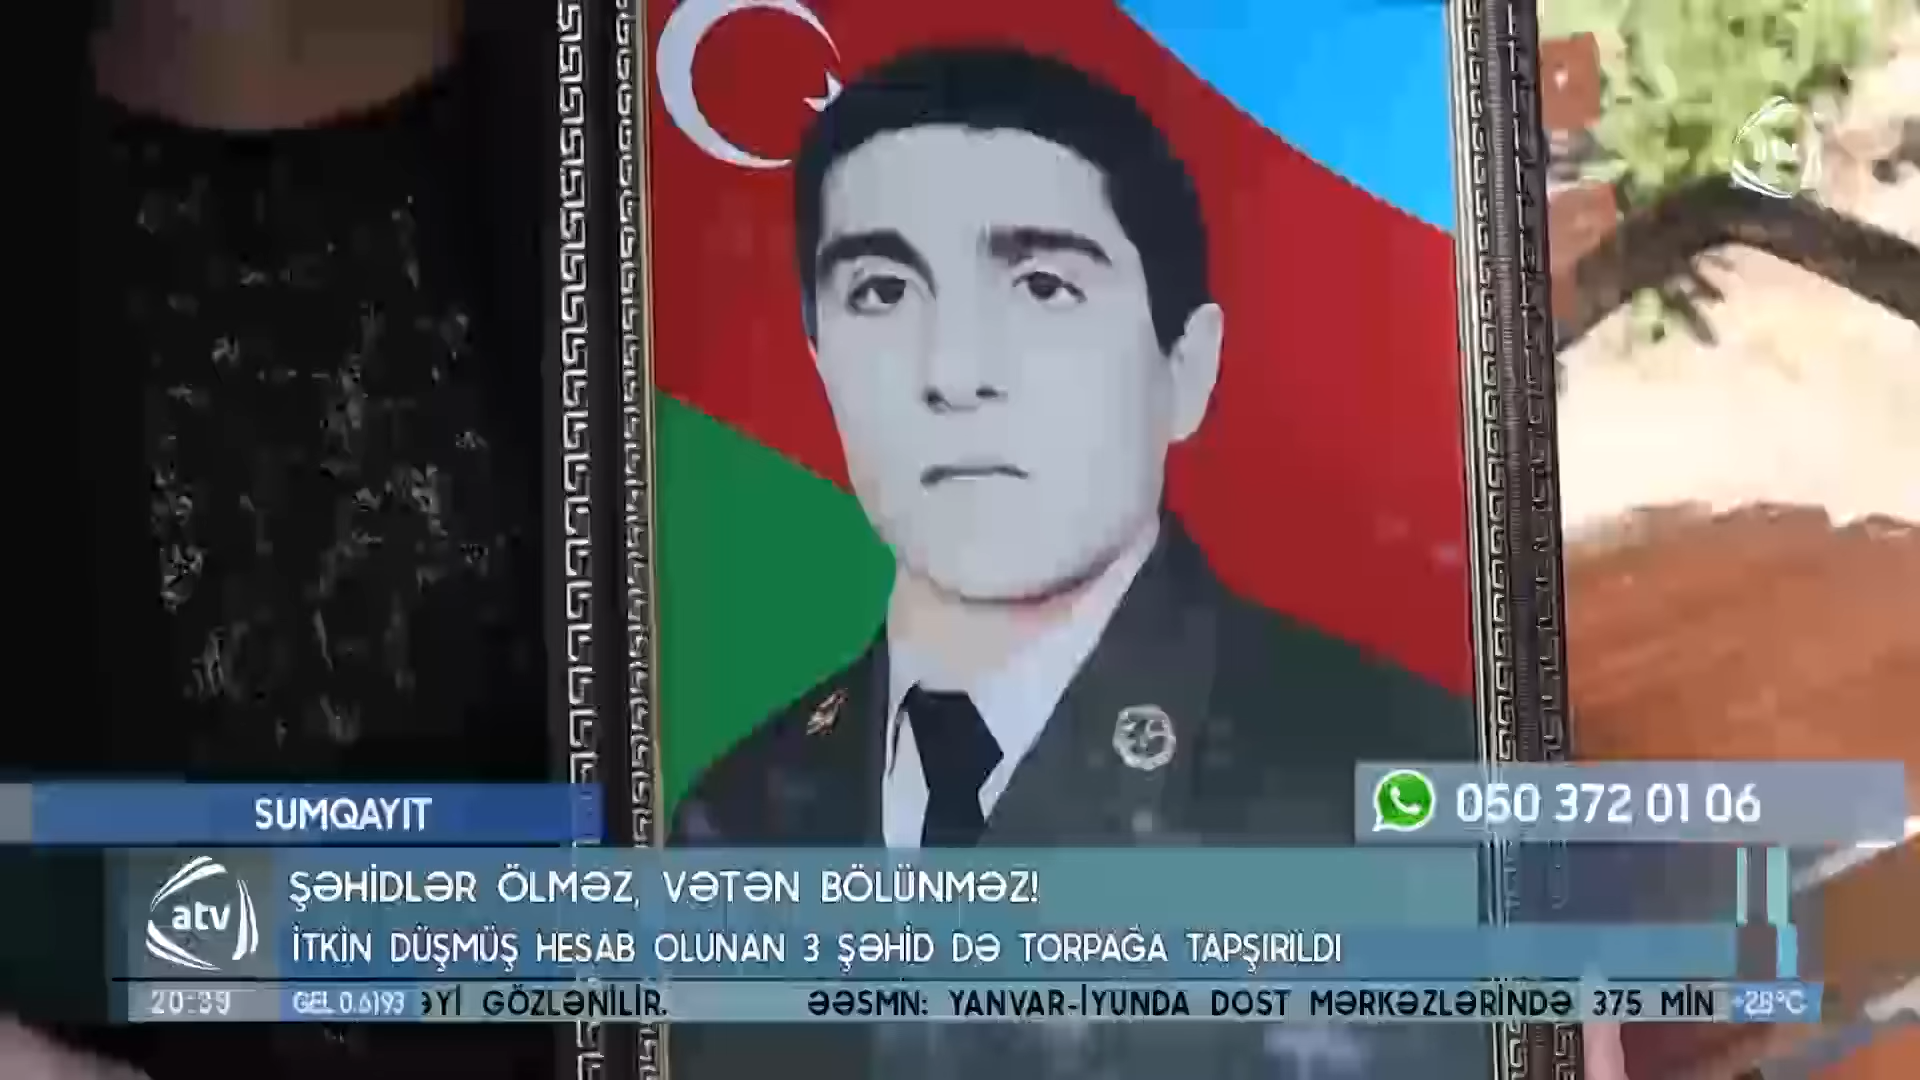 atv
SUMQAYIT
050 372 01 06
ŞƏHİDLƏR ÖLMƏZ, VƏTƏN BÖLÜNMƏZ!
atv
İTKİN DÜŞMÜŞ HESAB OLUNAN 3 ŞƏHİD DƏ TORPAĞA TAPŞIRILDI
GEL 0.6193 GÖZLƏNİLİR. ƏƏSMN: YANVAR-İYUNDA DOST MƏRKƏZLƏRİNDƏ 375 MİN +28°C